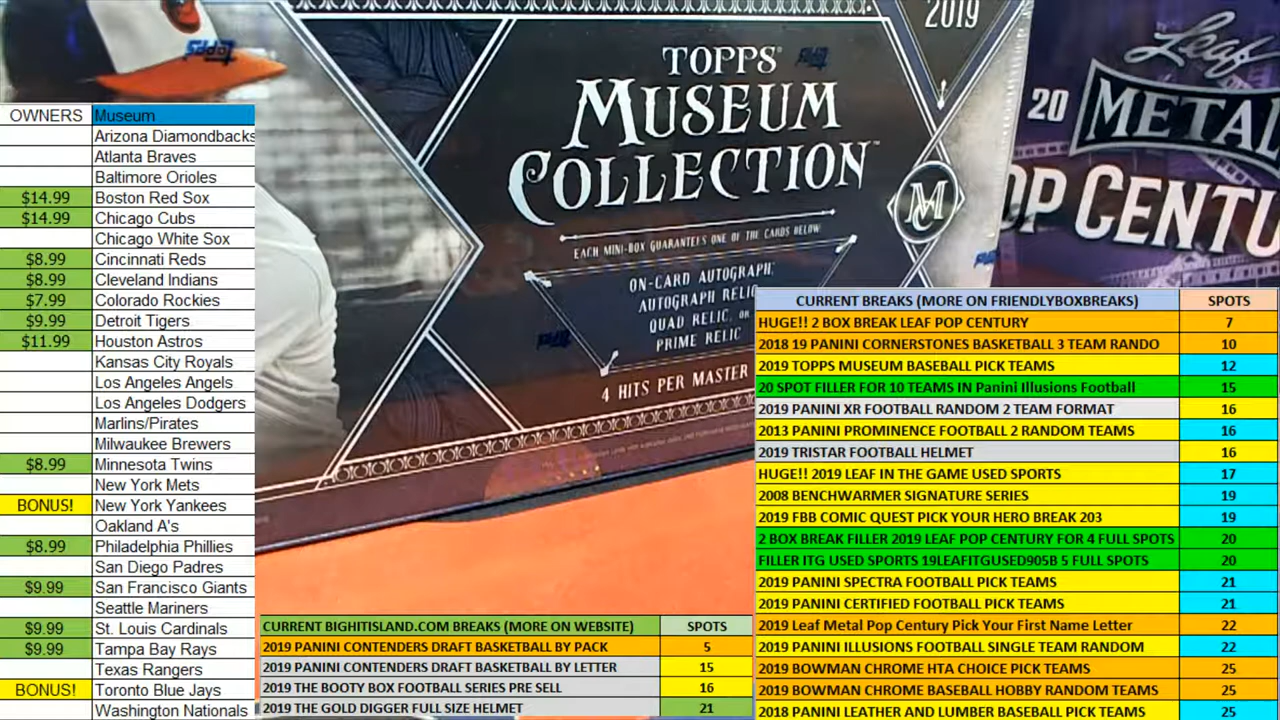 OWNERS Museum
Arizona Diamondbacks
Atlanta Braves
Baltimore Orioles
$14.99 Boston Red Sox
$14.99 Chicago Cubs
Chicago White Sox
$8.99 Cincinnati Reds
$8.99 Cleveland Indians
$7.99 Colorado Rockies
$9.99 Detroit Tigers
$11.99 Houston Astros
Kansas City Royals
Los Angeles Angels
Los Angeles Dodgers
Marlins/Pirates
Milwaukee Brewers
$8.99 Minnesota Twins
New York Mets
BONUS! New York Yankees
Oakland A's
$8.99 Philadelphia Phillies
San Diego Padres
$9.99 San Francisco Giants
Seattle Mariners
$9.99 St. Louis Cardinals
$9.99 Tampa Bay Rays
Texas Rangers
BONUS! Toronto Blue Jays
Washington Nationals
2019
TOPPS
MUSEUM
COLLECTION™
EACH MINI-BOX GUARANTEES ONE OF THE CARDS BELOW
ON-CARD AUTOGRAPH,
AUTOGRAPH RELIC
QUAD RELIC, OR
PRIME RELIC
4 HITS PER MASTER
Leaf
20 METAL
OP CENTU
CURRENT BIGHITISLAND.COM BREAKS (MORE ON WEBSITE) SPOTS
2019 PANINI CONTENDERS DRAFT BASKETBALL BY PACK 5
2019 PANINI CONTENDERS DRAFT BASKETBALL BY LETTER 15
2019 THE BOOTY BOX FOOTBALL SERIES PRE SELL 16
2019 THE GOLD DIGGER FULL SIZE HELMET 21
CURRENT BREAKS (MORE ON FRIENDLYBOXBREAKS) SPOTS
HUGE!! 2 BOX BREAK LEAF POP CENTURY 7
2018 19 PANINI CORNERSTONES BASKETBALL 3 TEAM RANDO 10
2019 TOPPS MUSEUM BASEBALL PICK TEAMS 12
20 SPOT FILLER FOR 10 TEAMS IN Panini Illusions Football 15
2019 PANINI XR FOOTBALL RANDOM 2 TEAM FORMAT 16
2013 PANINI PROMINENCE FOOTBALL 2 RANDOM TEAMS 16
2019 TRISTAR FOOTBALL HELMET 16
HUGE!! 2019 LEAF IN THE GAME USED SPORTS 17
2008 BENCHWARMER SIGNATURE SERIES 19
2019 FBB COMIC QUEST PICK YOUR HERO BREAK 203 19
2 BOX BREAK FILLER 2019 LEAF POP CENTURY FOR 4 FULL SPOTS 20
FILLER ITG USED SPORTS 19LEAFITGUSED905B 5 FULL SPOTS 20
2019 PANINI SPECTRA FOOTBALL PICK TEAMS 21
2019 PANINI CERTIFIED FOOTBALL PICK TEAMS 21
2019 Leaf Metal Pop Century Pick Your First Name Letter 22
2019 PANINI ILLUSIONS FOOTBALL SINGLE TEAM RANDOM 22
2019 BOWMAN CHROME HTA CHOICE PICK TEAMS 25
2019 BOWMAN CHROME BASEBALL HOBBY RANDOM TEAMS 25
2018 PANINI LEATHER AND LUMBER BASEBALL PICK TEAMS 25